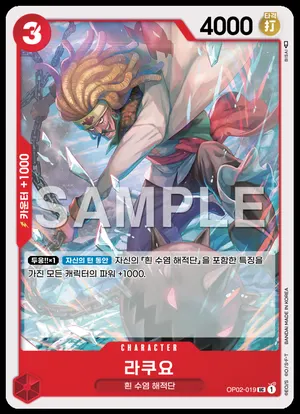 3
4000
타격
打
카운터 +1000
SAMPLE
두웅!!×1 자신의 턴 동안 자신의 『흰 수염 해적단』을 포함한 특징을
가진 모든 캐릭터의 파워 +1000.
CHARACTER
라쿠요
흰 수염 해적단
OP02-019 UC 1
BANDAI MADE IN KOREA